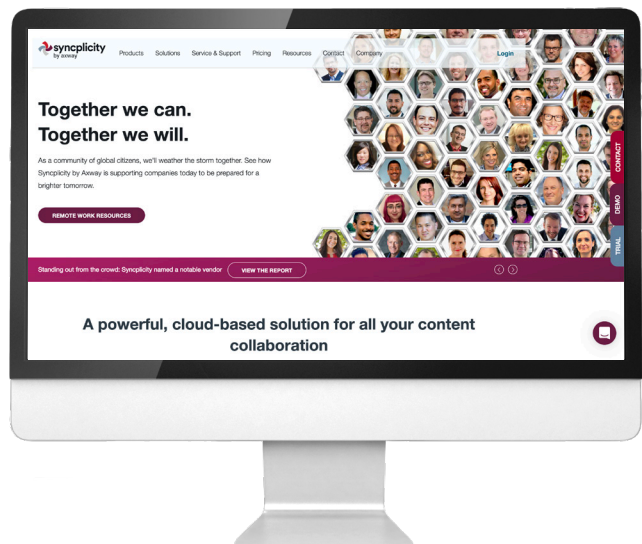 syncplicity
by axway
Products Solutions Service & Support Pricing Resources Contact Company Login
Together we can.
Together we will.
As a community of global citizens, we'll weather the storm together. See how
Syncplicity by Axway is supporting companies today to be prepared for a
brighter tomorrow.
REMOTE WORK RESOURCES
CONTACT
DEMO
TRIAL
Standing out from the crowd: Syncplicity named a notable vendor VIEW THE REPORT
A powerful, cloud-based solution for all your content
collaboration